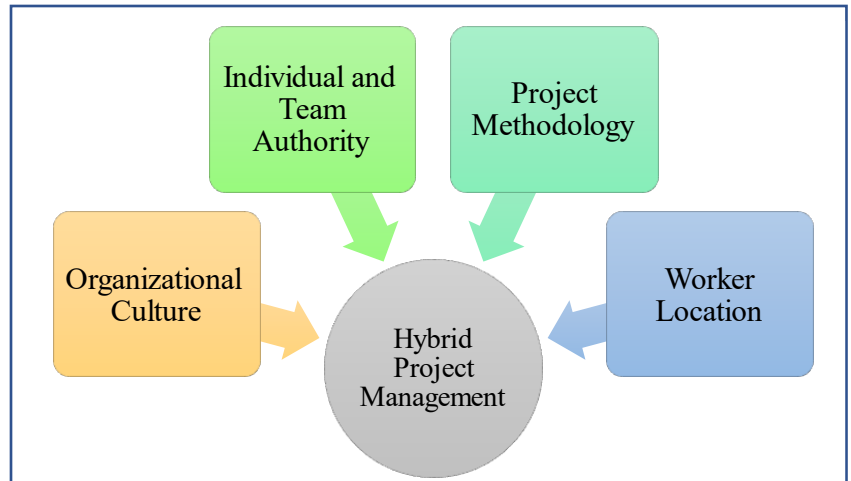 Individual and
Team
Authority
Project
Methodology
Organizational
Culture
Worker
Location
Hybrid
Project
Management